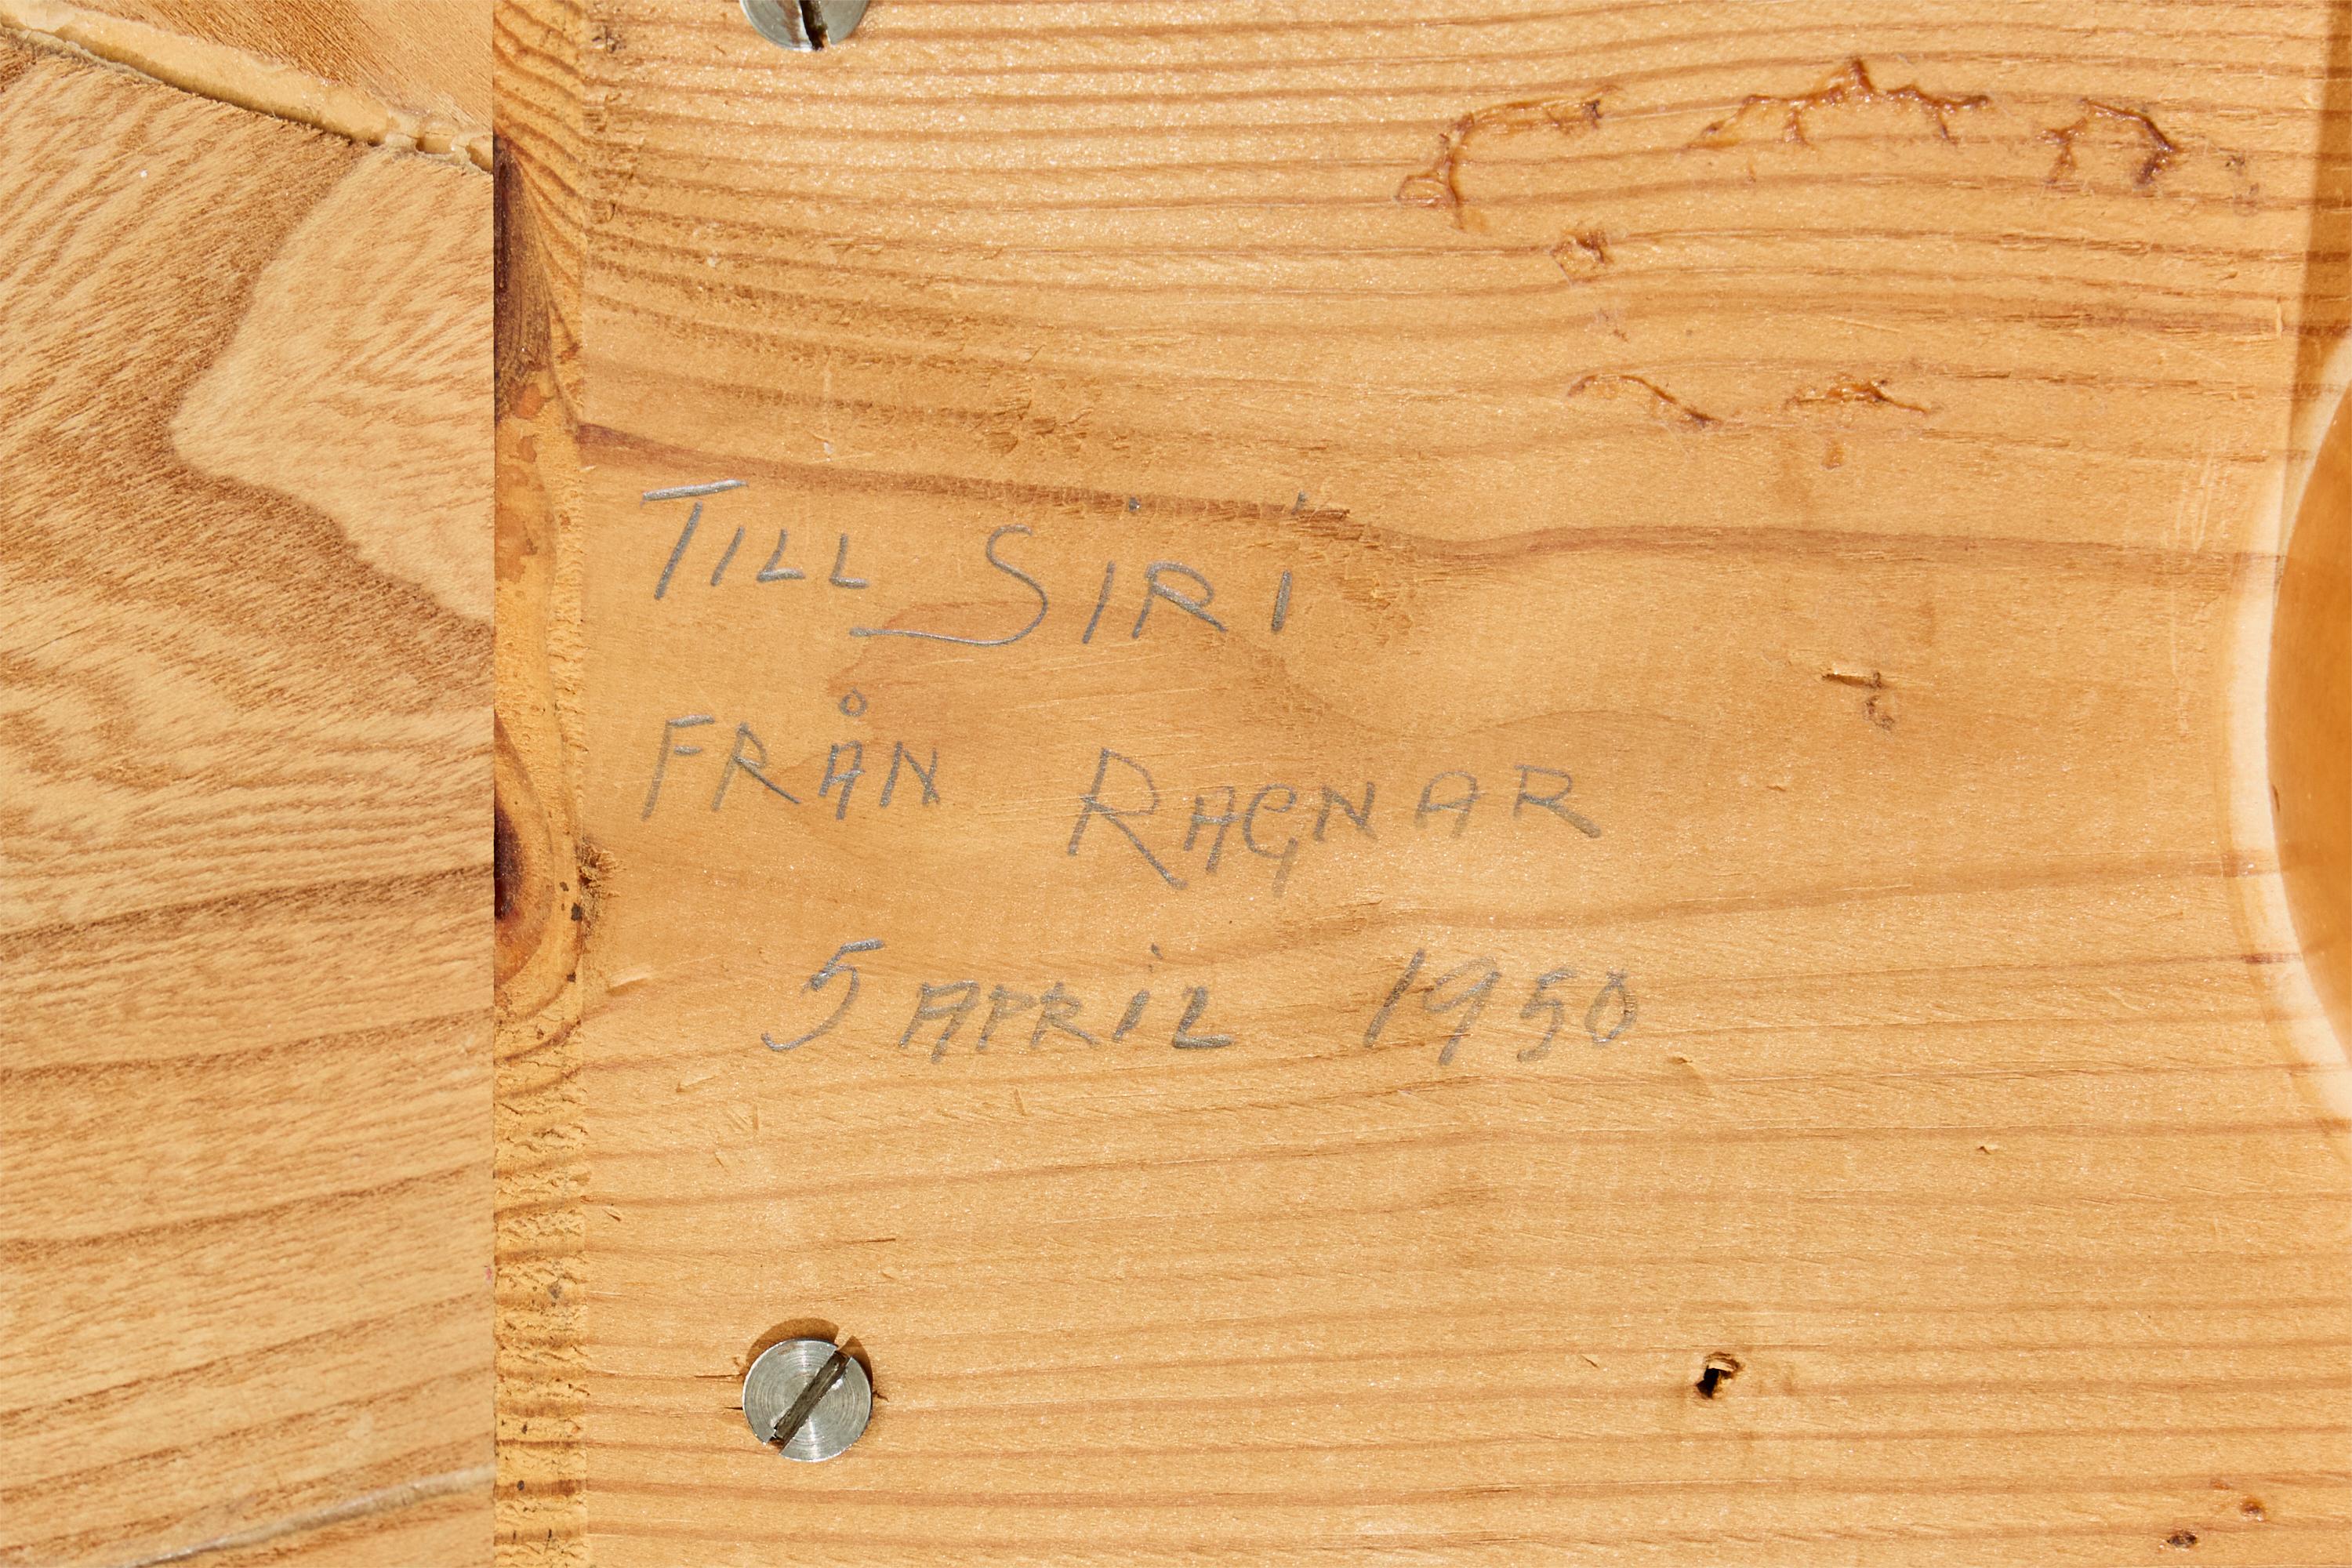 TILL SIRI
FRÅN RAGNAR
5 APRIL 1950